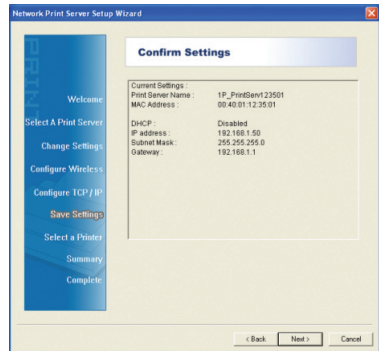 Network Print Server Setup Wizard
PRINT
Confirm Settings
Welcome
Select A Print Server
Change Settings
Configure Wireless
Configure TCP / IP
Save Settings
Select a Printer
Summary
Complete
Current Settings :
Print Server Name : 1P_PrintServ123501
MAC Address : 00:40:01:12:35:01
DHCP : Disabled
IP address : 192.168.1.50
Subnet Mask : 255.255.255.0
Gateway : 192.168.1.1
< Back
Next >
Cancel